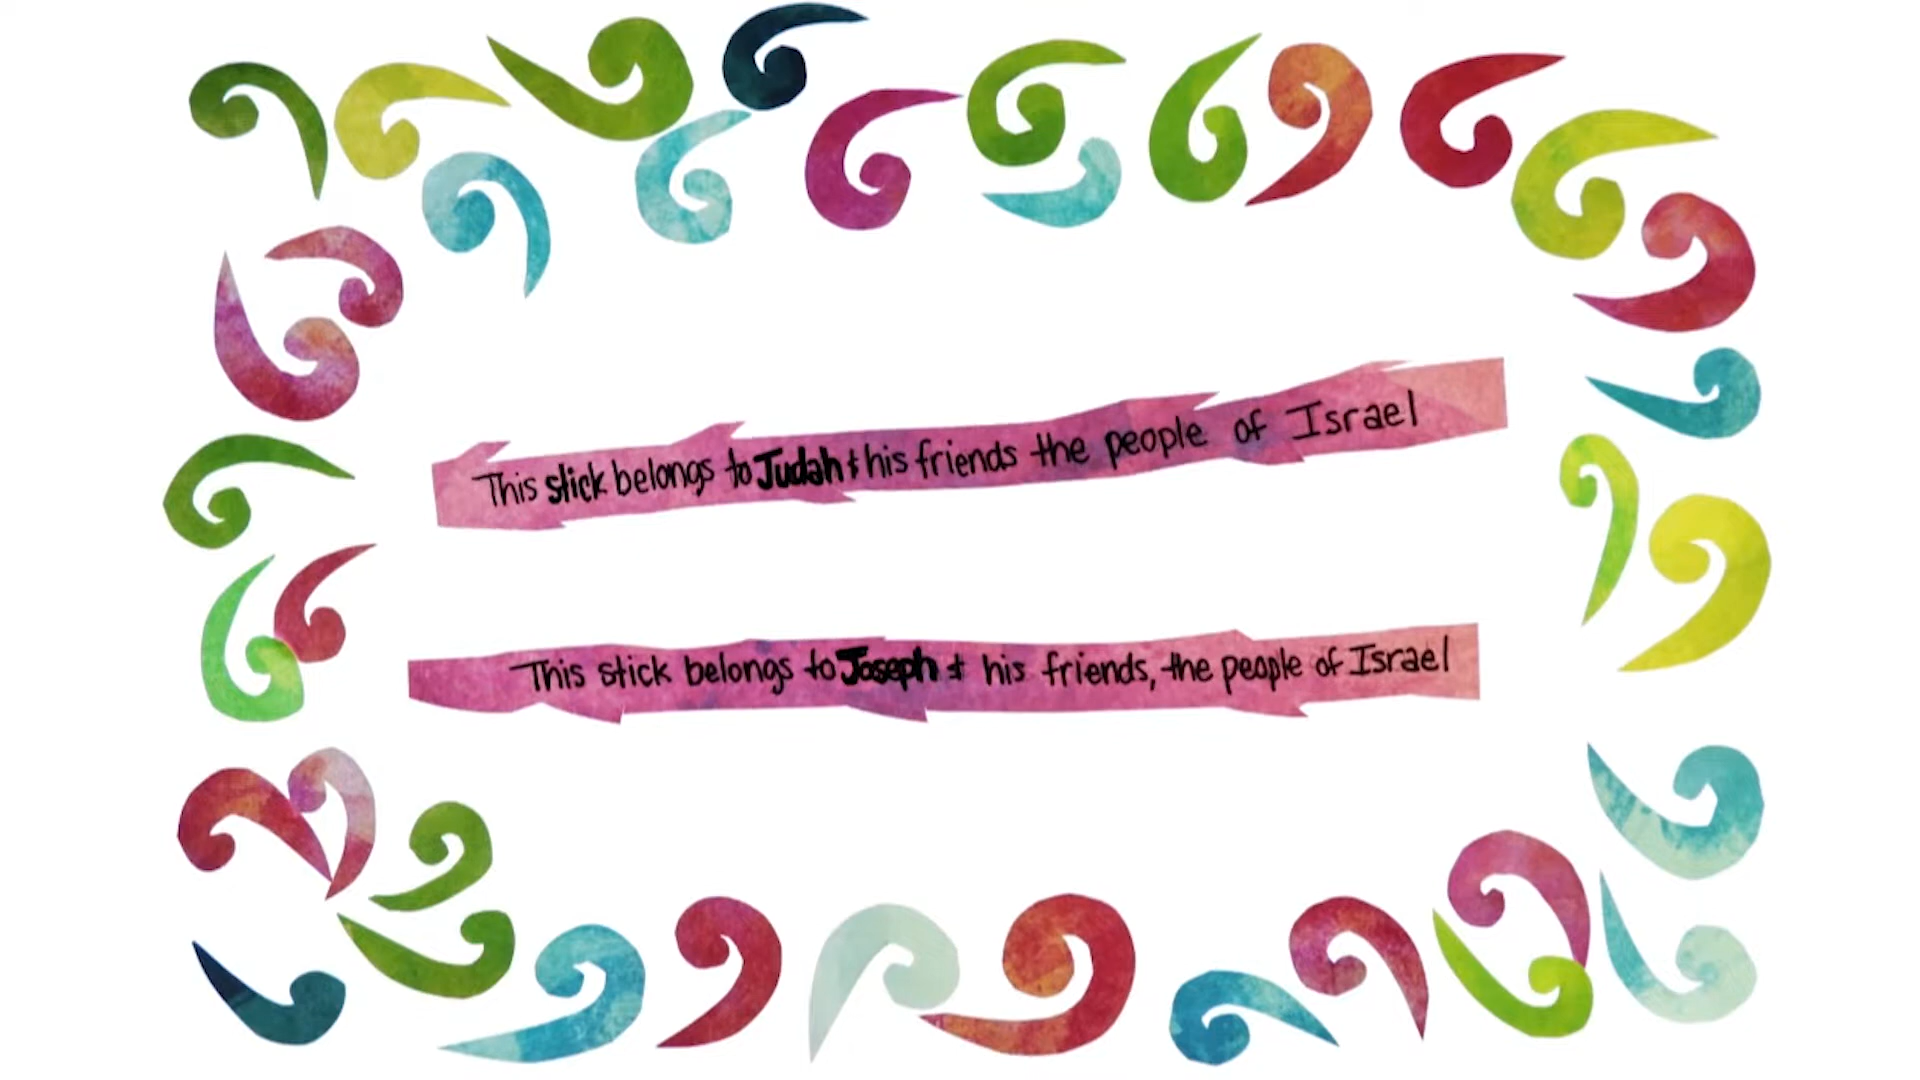 This stick belongs to Judah & his friends the people of Israel
This stick belongs to Joseph & his friends, the people of Israel